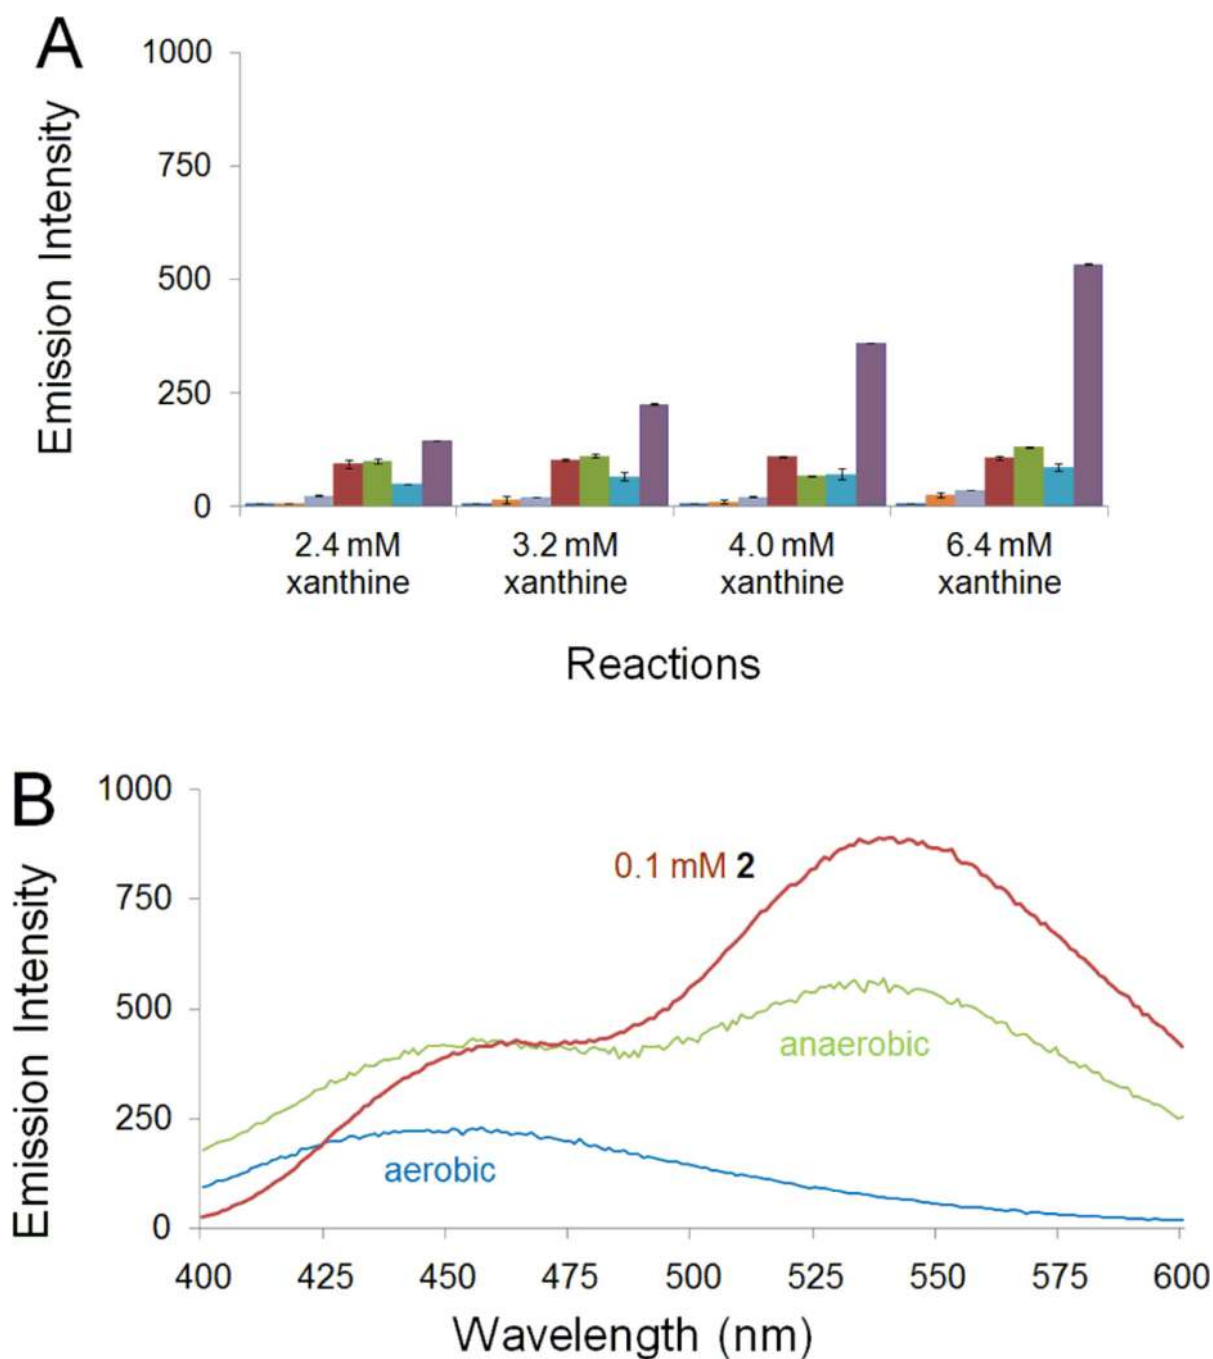 A
1000
750
500
250
0
Emission Intensity
2.4 mM
xanthine
3.2 mM
xanthine
4.0 mM
xanthine
6.4 mM
xanthine
Reactions
B
1000
750
500
250
0
Emission Intensity
0.1 mM 2
anaerobic
aerobic
400 425 450 475 500 525 550 575 600
Wavelength (nm)